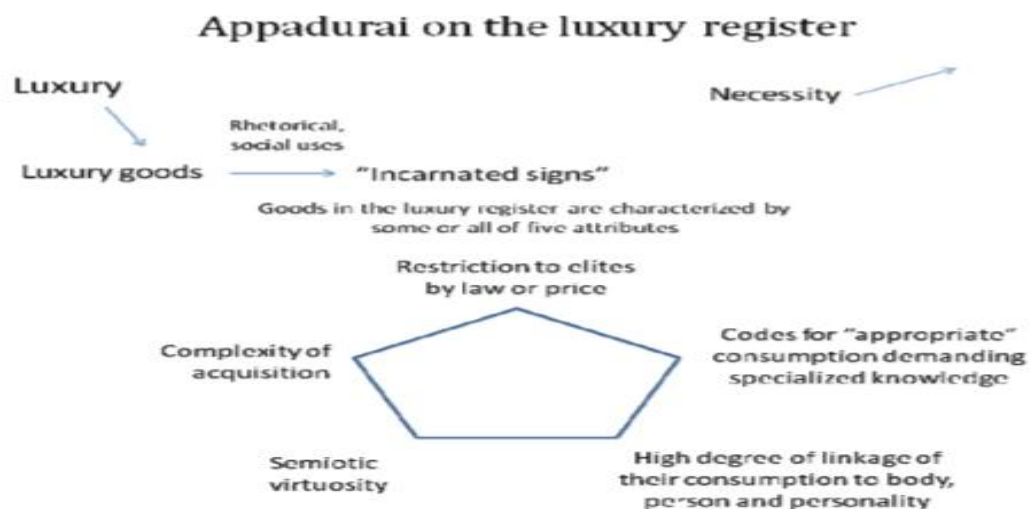 Appadurai on the luxury register
Luxury
Necessity
Rhetorical,
social uses
Luxury goods
"Incarnated signs"
Goods in the luxury register are characterized by
some or all of five attributes
Restriction to elites
by law or price
Codes for "appropriate"
consumption demanding
specialized knowledge
Complexity of
acquisition
Semiotic
virtuosity
High degree of linkage of
their consumption to body,
person and personality